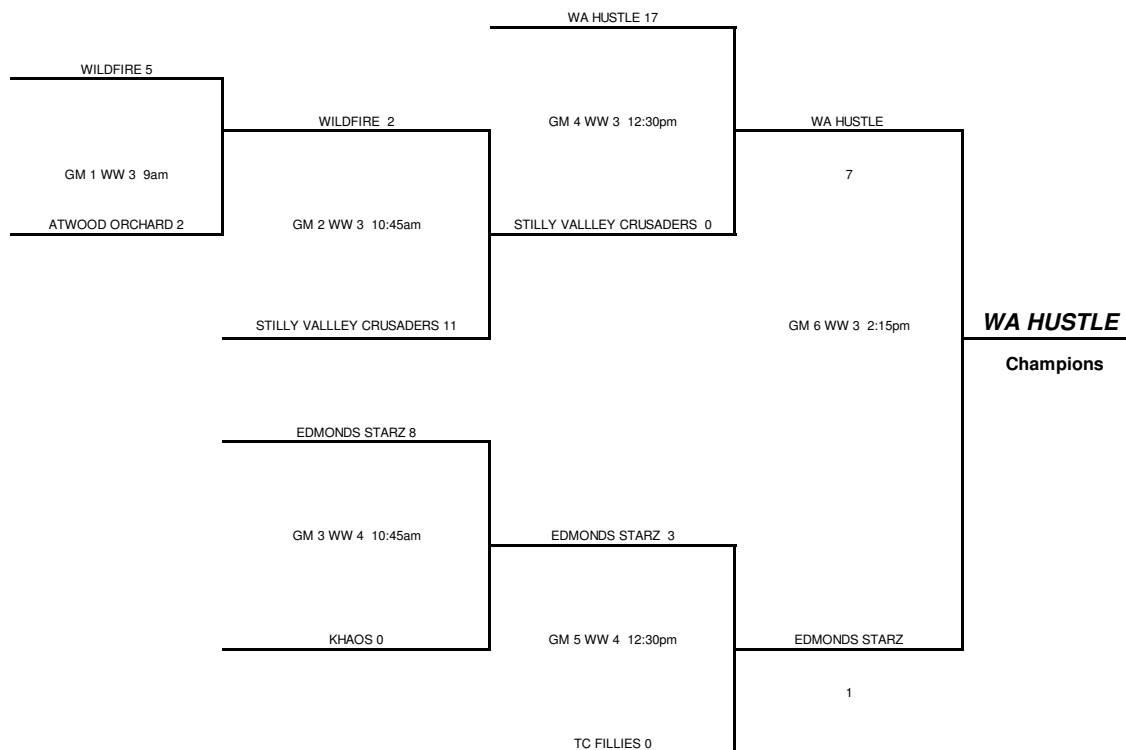 WA HUSTLE 17
WILDFIRE 5
WILDFIRE  2
GM 4 WW 3  12:30pm
WA HUSTLE
GM 1 WW 3  9am
7
ATWOOD ORCHARD 2
GM 2 WW 3  10:45am
STILLY VALLLEY CRUSADERS  0
STILLY VALLLEY CRUSADERS 11
GM 6 WW 3  2:15pm
WA HUSTLE
Champions
EDMONDS STARZ 8
GM 3 WW 4  10:45am
EDMONDS STARZ  3
KHAOS 0
GM 5 WW 4  12:30pm
EDMONDS STARZ
1
TC FILLIES 0